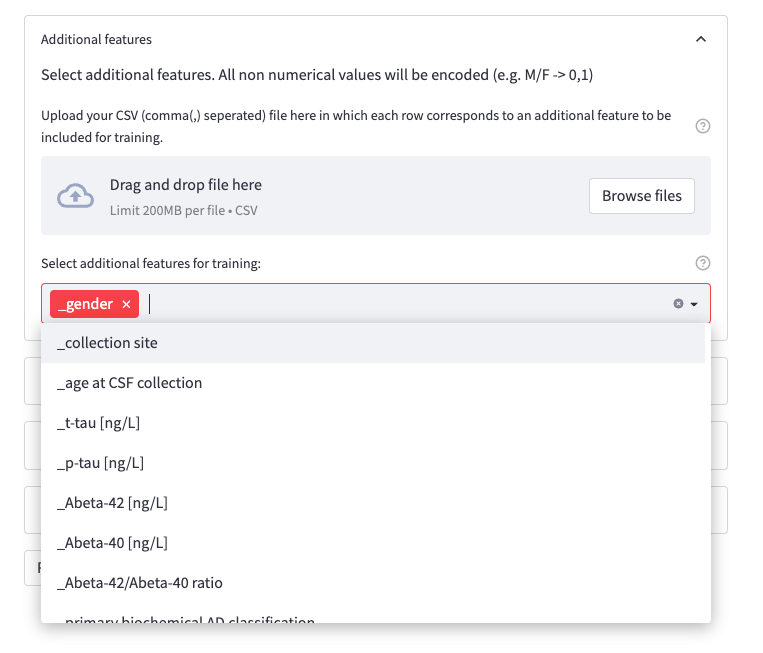 Additional features
Select additional features. All non numerical values will be encoded (e.g. M/F -> 0,1)
Upload your CSV (comma(,) seperated) file here in which each row corresponds to an additional feature to be
included for training.
Drag and drop file here
Limit 200MB per file • CSV
Browse files
Select additional features for training:
_gender ×
_collection site
_age at CSF collection
_t-tau [ng/L]
_p-tau [ng/L]
_Abeta-42 [ng/L]
_Abeta-40 [ng/L]
_Abeta-42/Abeta-40 ratio
_primary biochemical AD classification